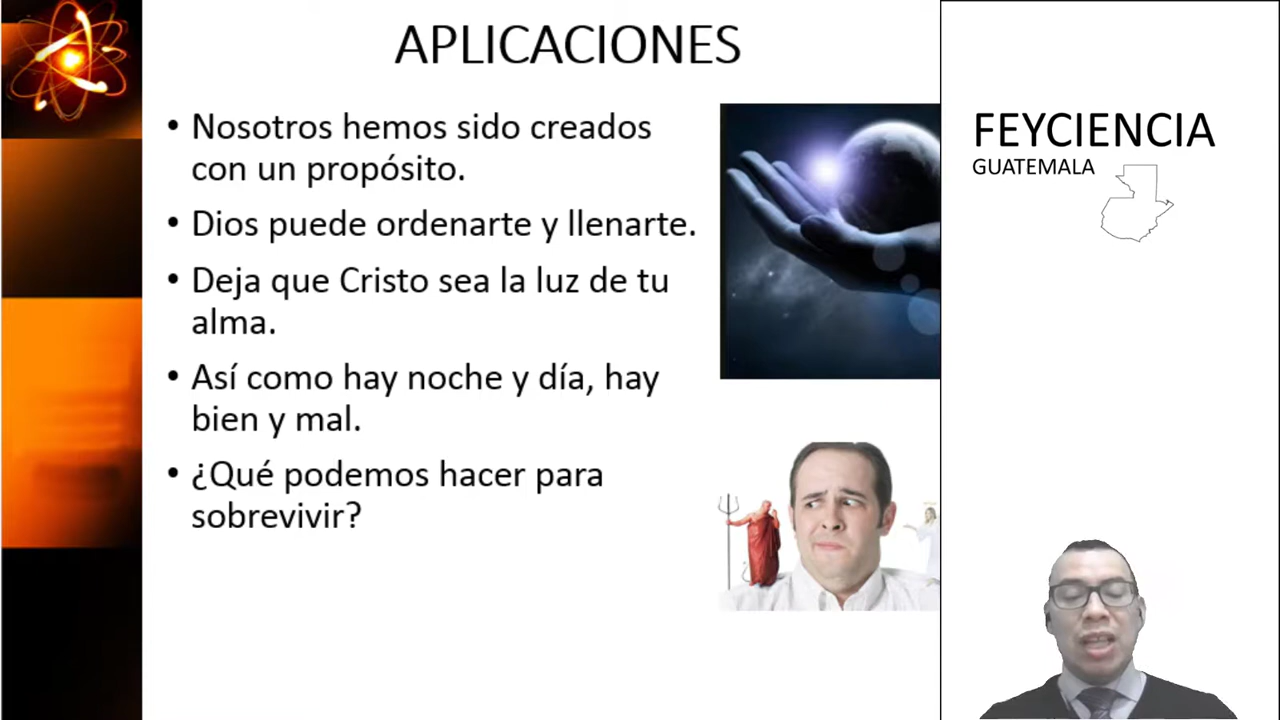 APLICACIONES
• Nosotros hemos sido creados
con un propósito.
• Dios puede ordenarte y llenarte.
• Deja que Cristo sea la luz de tu
alma.
• Así como hay noche y día, hay
bien y mal.
• ¿Qué podemos hacer para
sobrevivir?
FEYCIENCIA
GUATEMALA